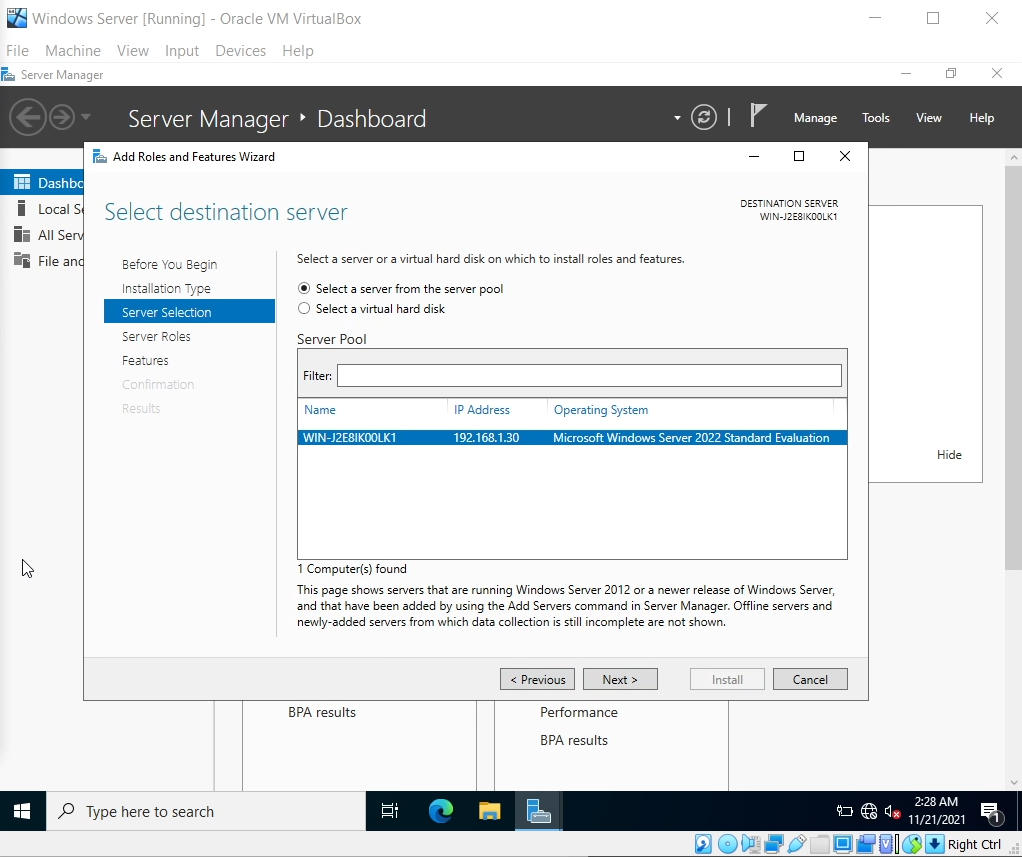 Windows Server [Running] - Oracle VM VirtualBox
File Machine View Input Devices Help
Server Manager
Server Manager • Dashboard
Manage Tools View Help
Add Roles and Features Wizard
Dashbo
Local Se
All Serv
File and
Select destination server
DESTINATION SERVER
WIN-J2E8IK00LK1
Before You Begin
Installation Type
Server Selection
Server Roles
Features
Confirmation
Results
Select a server or a virtual hard disk on which to install roles and features.
Select a server from the server pool
Select a virtual hard disk
Server Pool
Filter:
Name IP Address Operating System
WIN-J2E8IK00LK1 192.168.1.30 Microsoft Windows Server 2022 Standard Evaluation
Hide
1 Computer(s) found
This page shows servers that are running Windows Server 2012 or a newer release of Windows Server,
and that have been added by using the Add Servers command in Server Manager. Offline servers and
newly-added servers from which data collection is still incomplete are not shown.
< Previous Next > Install Cancel
BPA results
Performance
BPA results
Type here to search
2:28 AM
11/21/2021
1
Right Ctrl